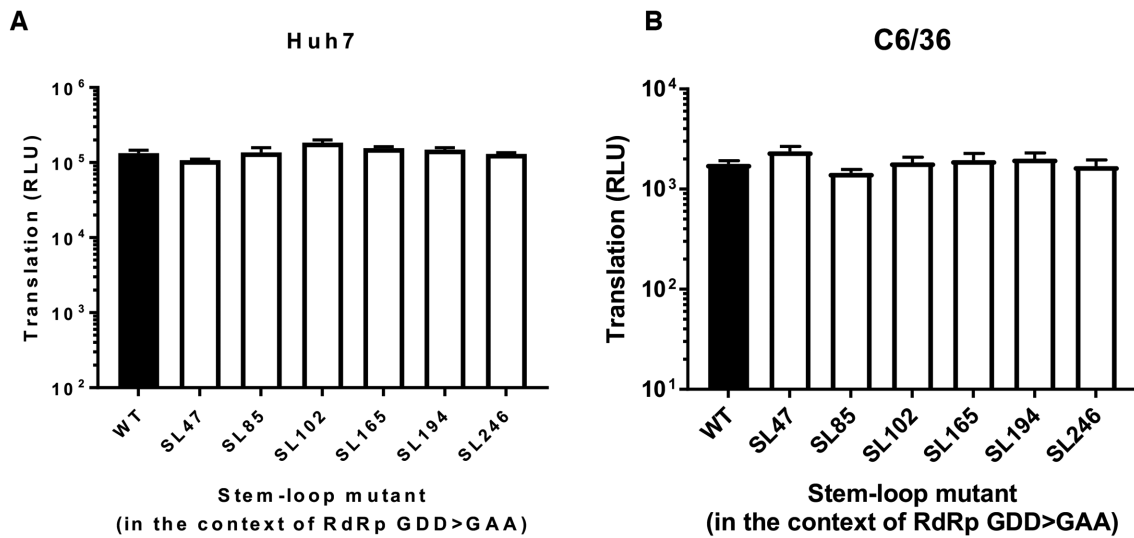 A
Huh7
Translation (RLU)
10^6
10^5
10^4
10^3
10^2
WT
SL47
SL85
SL102
SL165
SL194
SL246
Stem-loop mutant
(in the context of RdRp GDD>GAA)
B
C6/36
Translation (RLU)
10^4
10^3
10^2
10^1
WT
SL47
SL85
SL102
SL165
SL194
SL246
Stem-loop mutant
(in the context of RdRp GDD>GAA)